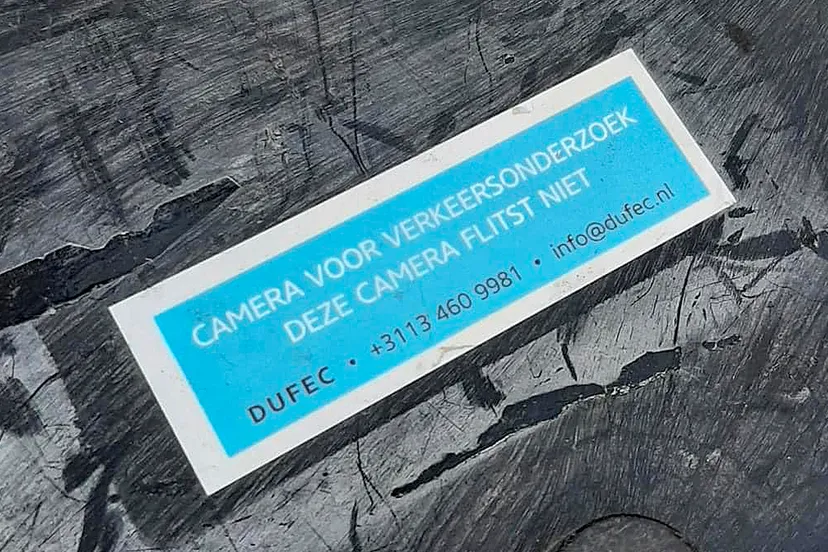 CAMERA VOOR VERKEERSONDERZOEK
DEZE CAMERA FLITST NIET
DUFEC • +3113 460 9981 • info@dufec.nl